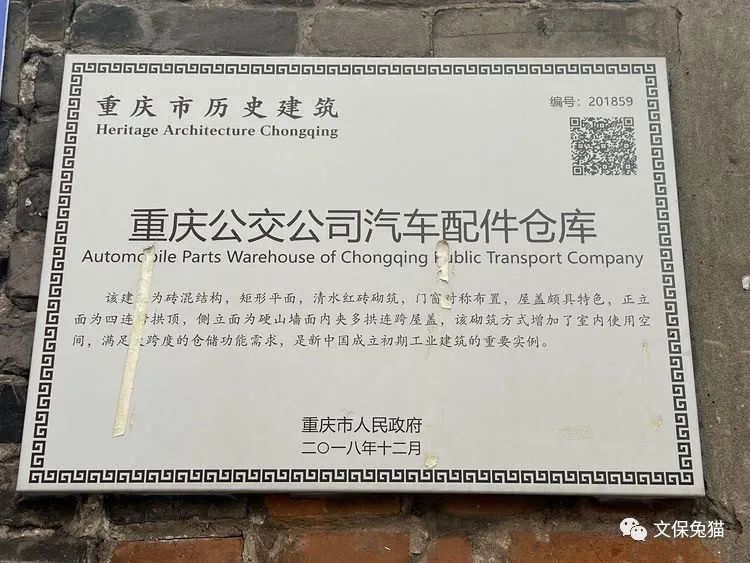 重庆市历史建筑
Heritage Architecture Chongqing
编号：201859
重庆公交公司汽车配件仓库
Automobile Parts Warehouse of Chongqing Public Transport Company
该建 为砖混结构，矩形平面，清水红砖砌筑，门窗对称布置，屋盖颇具特色，正立
面为四连 拱顶，侧立面为硬山墙面内夹多拱连跨屋盖，该砌筑方式增加了室内使用空
间，满足 跨度的仓储功能需求，是新中国成立初期工业建筑的重要实例。
重庆市人民政府
二〇一八年十二月
文保兔猫